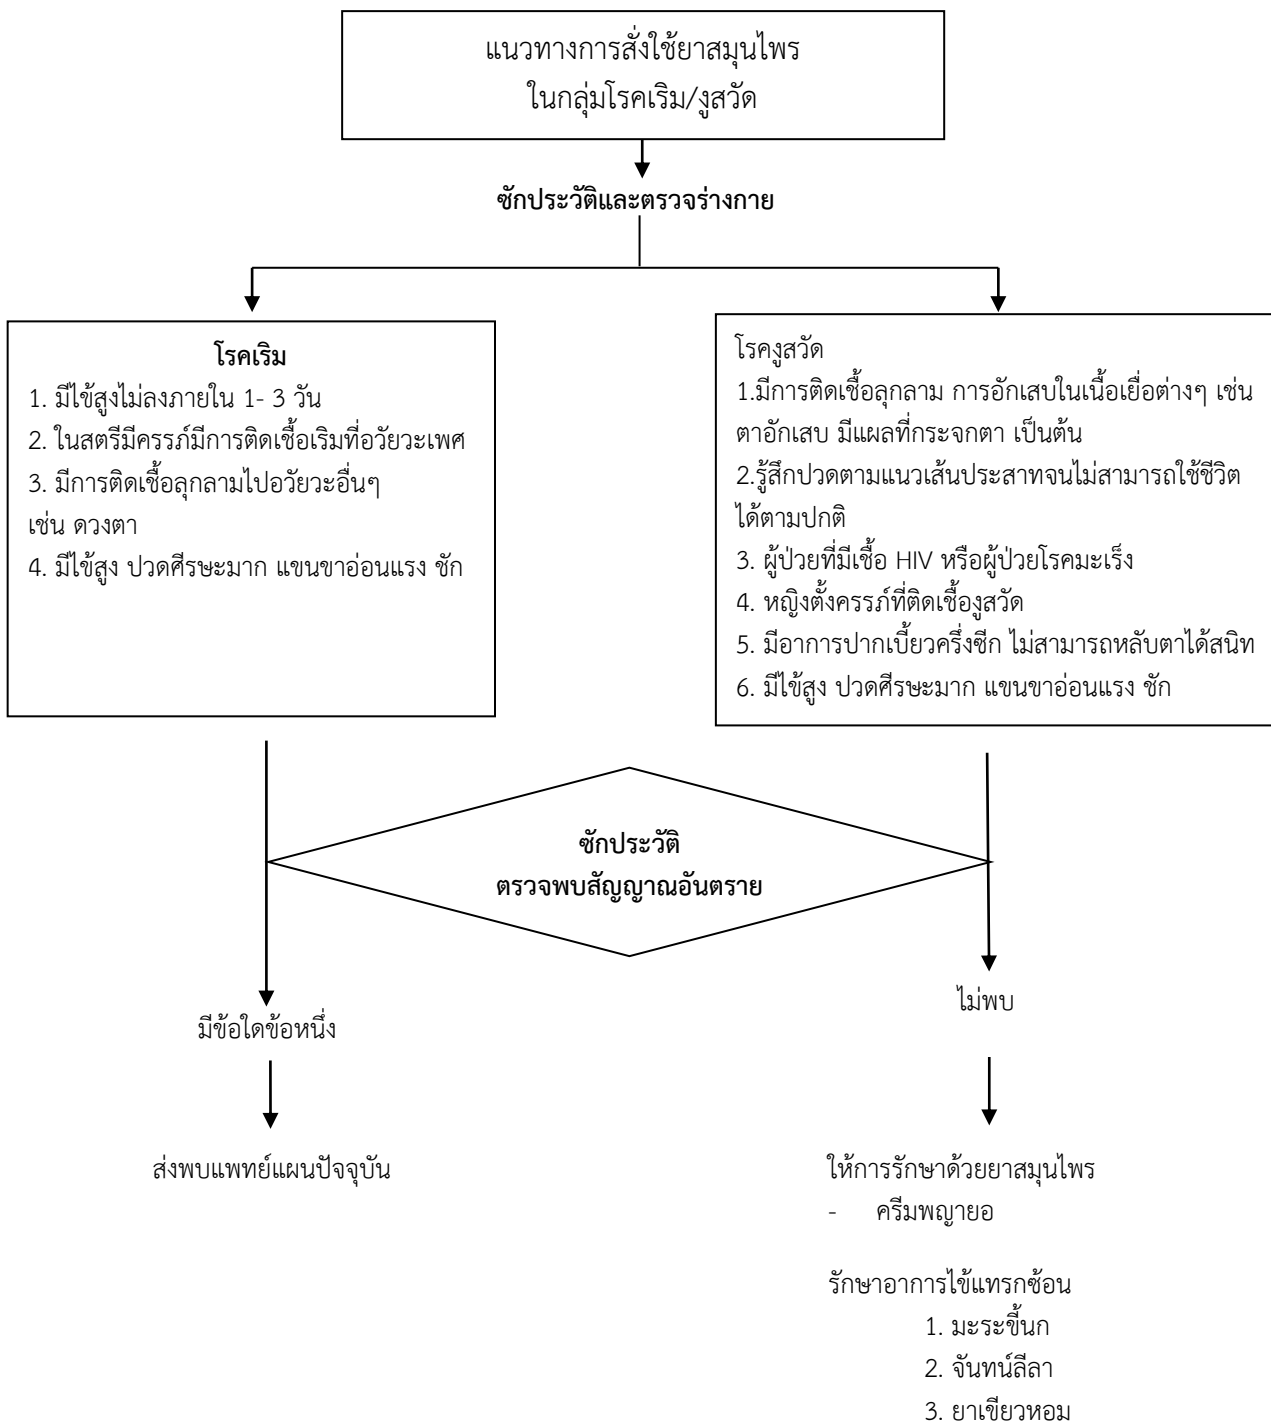 แนวทางการสั่งใช้ยาสมุนไพร
ในกลุ่มโรคเริม/งูสวัด
ซักประวัติและตรวจร่างกาย
โรคเริม
1. มีไข้สูงไม่ลงภายใน 1- 3 วัน
2. ในสตรีมีครรภ์มีการติดเชื้อเริมที่อวัยวะเพศ
3. มีการติดเชื้อลุกลามไปอวัยวะอื่นๆ
เช่น ดวงตา
4. มีไข้สูง ปวดศีรษะมาก แขนขาอ่อนแรง ชัก
โรคงูสวัด
1.มีการติดเชื้อลุกลาม การอักเสบในเนื้อเยื่อต่างๆ เช่น
ตาอักเสบ มีแผลที่กระจกตา เป็นต้น
2.รู้สึกปวดตามแนวเส้นประสาทจนไม่สามารถใช้ชีวิต
ได้ตามปกติ
3. ผู้ป่วยที่มีเชื้อ HIV หรือผู้ป่วยโรคมะเร็ง
4. หญิงตั้งครรภ์ที่ติดเชื้องูสวัด
5. มีอาการปากเบี้ยวครึ่งซีก ไม่สามารถหลับตาได้สนิท
6. มีไข้สูง ปวดศีรษะมาก แขนขาอ่อนแรง ชัก
ซักประวัติ
ตรวจพบสัญญาณอันตราย
มีข้อใดข้อหนึ่ง
ส่งพบแพทย์แผนปัจจุบัน
ไม่พบ
ให้การรักษาด้วยยาสมุนไพร
- ครีมพญายอ
รักษาอาการไข้แทรกซ้อน
1. มะระขี้นก
2. จันทน์ลีลา
3. ยาเขียวหอม